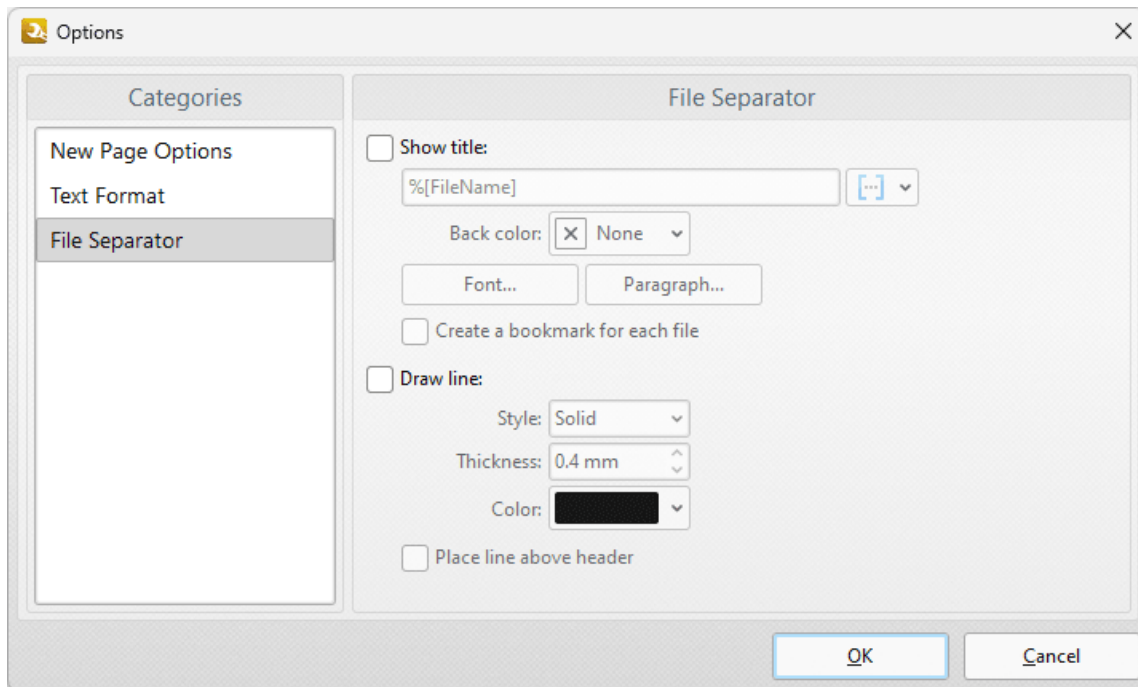 Options
Categories
New Page Options
Text Format
File Separator
File Separator
Show title:
%[FileName]
Back color: None
Font... Paragraph...
Create a bookmark for each file
Draw line:
Style: Solid
Thickness: 0.4 mm
Color:
Place line above header
OK Cancel